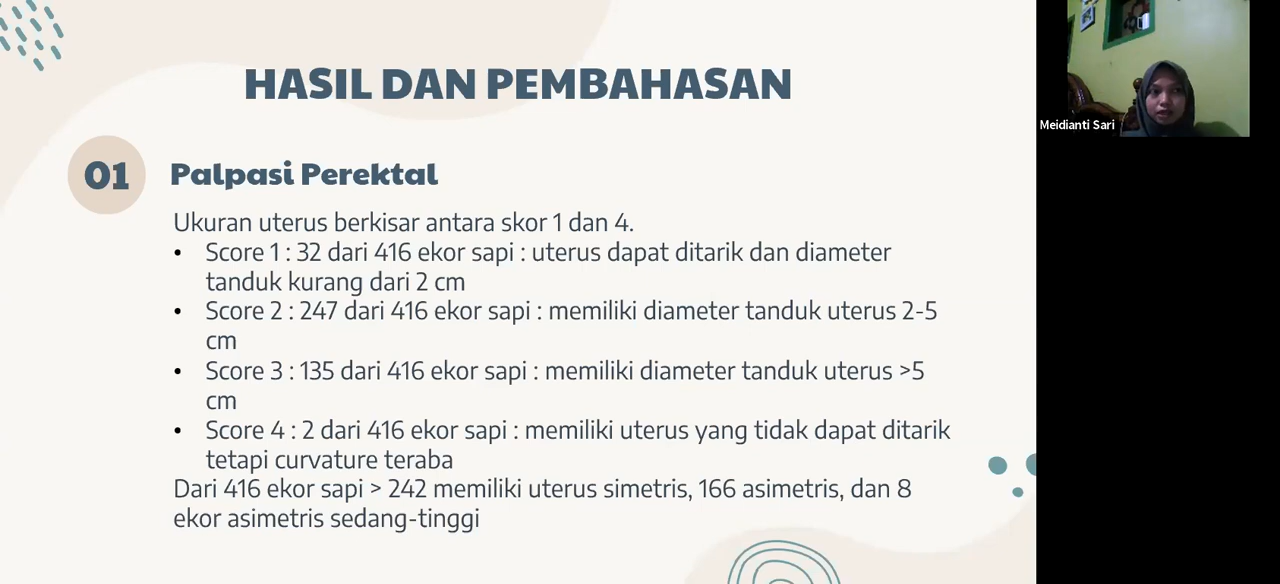 HASIL DAN PEMBAHASAN
01
Palpasi Perektal
Ukuran uterus berkisar antara skor 1 dan 4.
• Score 1 : 32 dari 416 ekor sapi : uterus dapat ditarik dan diameter
tanduk kurang dari 2 cm
• Score 2 : 247 dari 416 ekor sapi : memiliki diameter tanduk uterus 2-5
cm
• Score 3 : 135 dari 416 ekor sapi : memiliki diameter tanduk uterus >5
cm
• Score 4 : 2 dari 416 ekor sapi : memiliki uterus yang tidak dapat ditarik
tetapi curvature teraba
Dari 416 ekor sapi > 242 memiliki uterus simetris, 166 asimetris, dan 8
ekor asimetris sedang-tinggi
Meidianti Sari